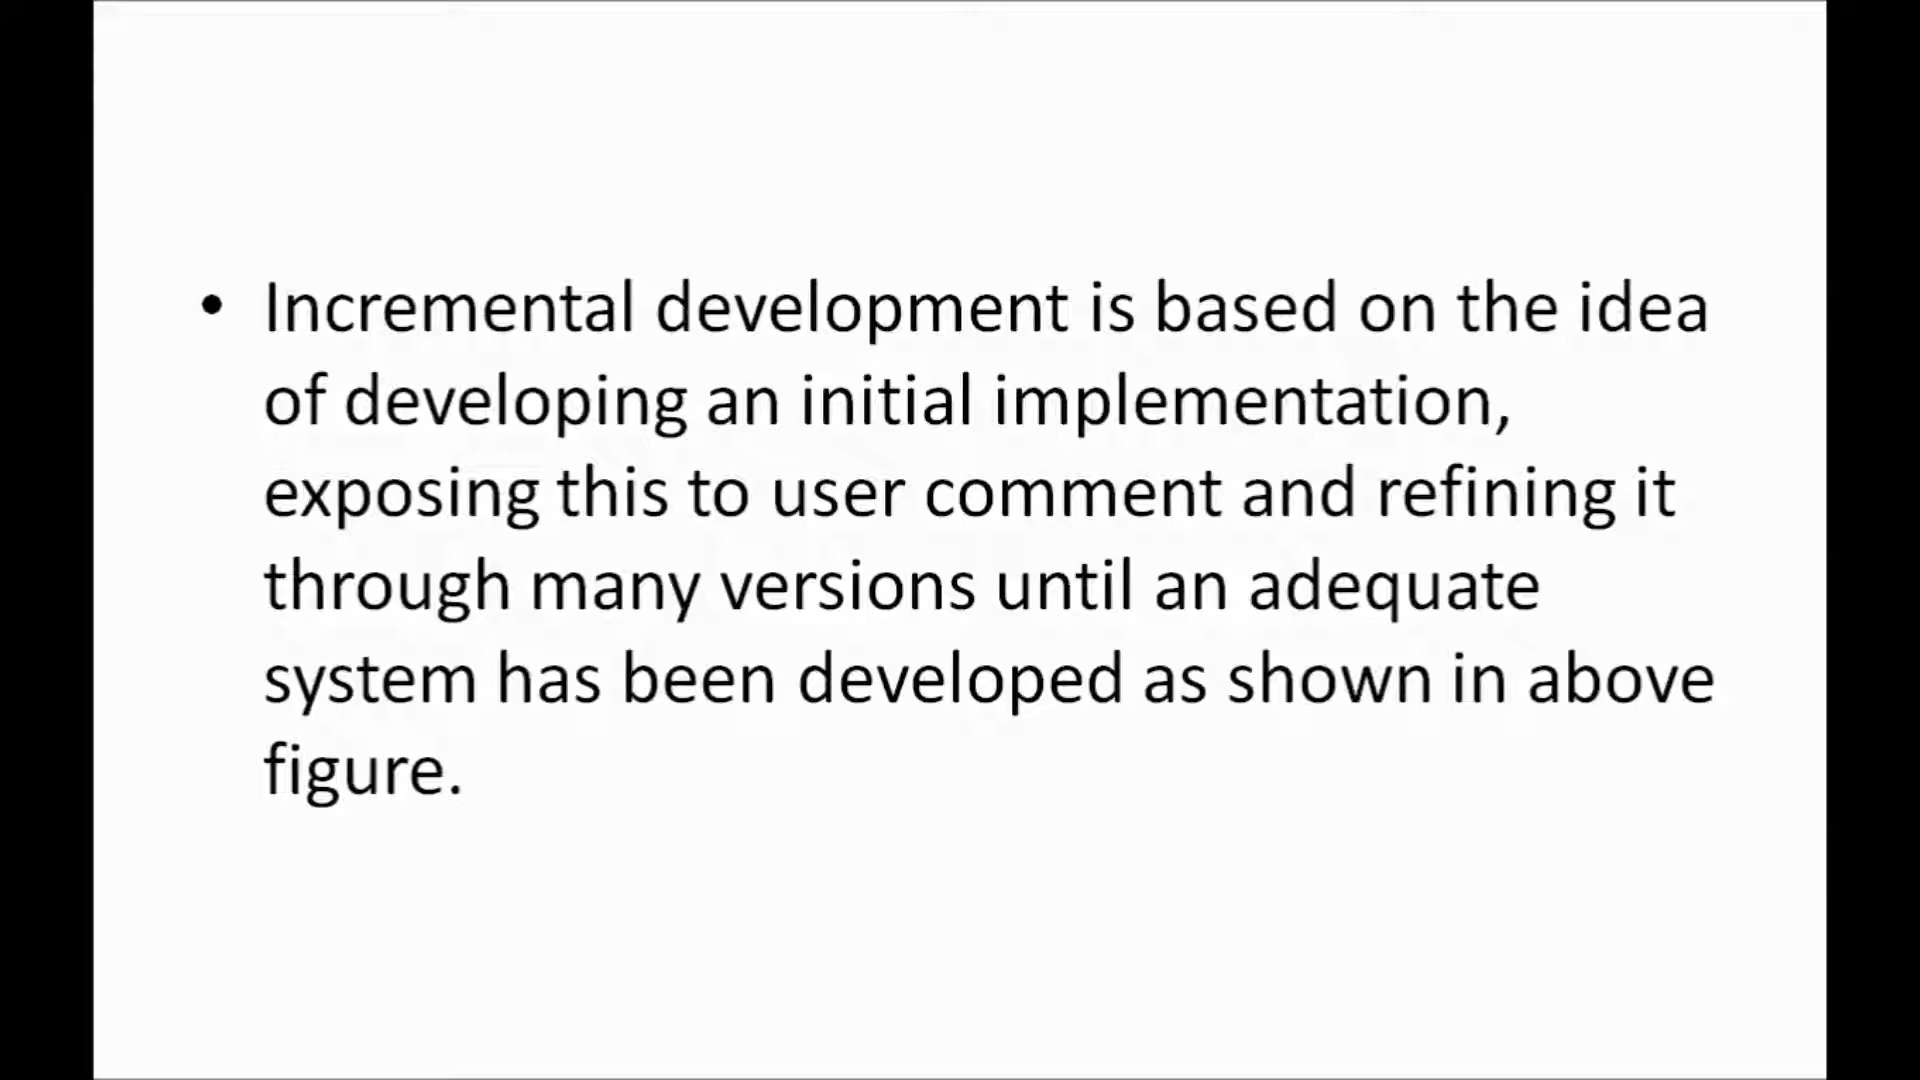 • Incremental development is based on the idea
of developing an initial implementation,
exposing this to user comment and refining it
through many versions until an adequate
system has been developed as shown in above
figure.